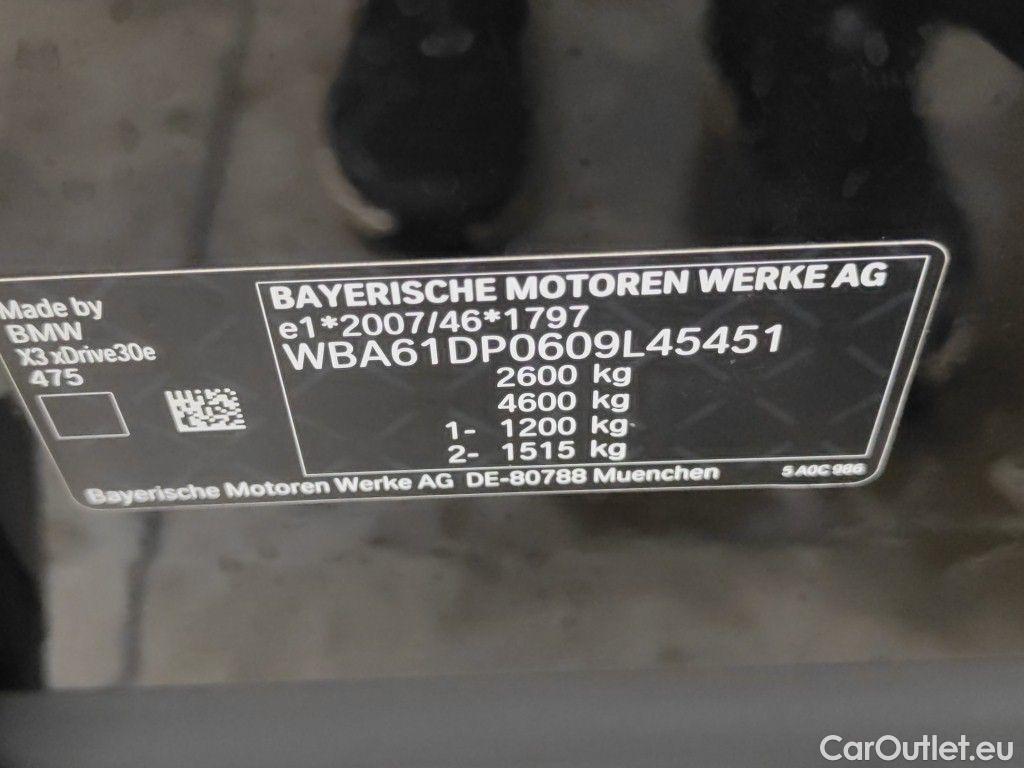 Made by
BMW
X3 xDrive30e
475
BAYERISCHE MOTOREN WERKE AG
e1*2007/46*1797
WBA61DP0609L45451
2600 kg
4600 kg
1- 1200 kg
2- 1515 kg
Bayerische Motoren Werke AG DE-80788 Muenchen
5 A0C 986
CarOutlet.eu